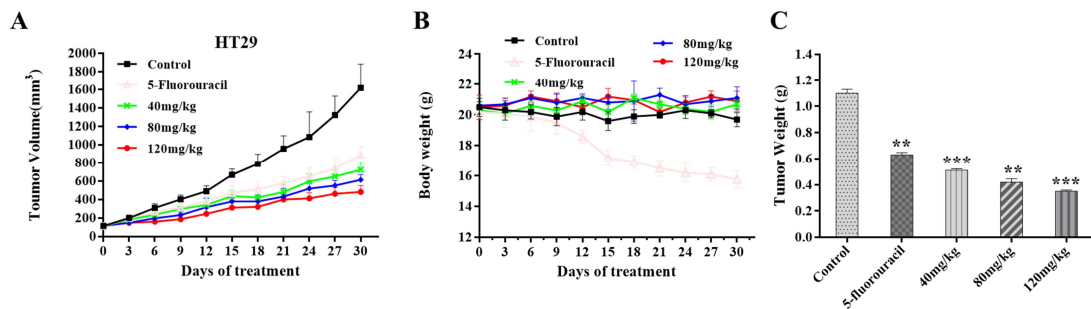 A
HT29
Toumor Volume(mm³)
2000
1800
1600
1400
1200
1000
800
600
400
200
0
Control
5-Fluorouracil
40mg/kg
80mg/kg
120mg/kg
0 3 6 9 12 15 18 21 24 27 30
Days of treatment
B
Body weight (g)
26
24
22
20
18
16
14
12
Control
5-Fluorouracil
40mg/kg
80mg/kg
120mg/kg
0 3 6 9 12 15 18 21 24 27 30
Days of treatment
C
Tumor Weight (g)
1.4
1.2
1.0
0.8
0.6
0.4
0.2
0.0
** *** ** ***
Control
5-fluorouracil
40mg/kg
80mg/kg
120mg/kg